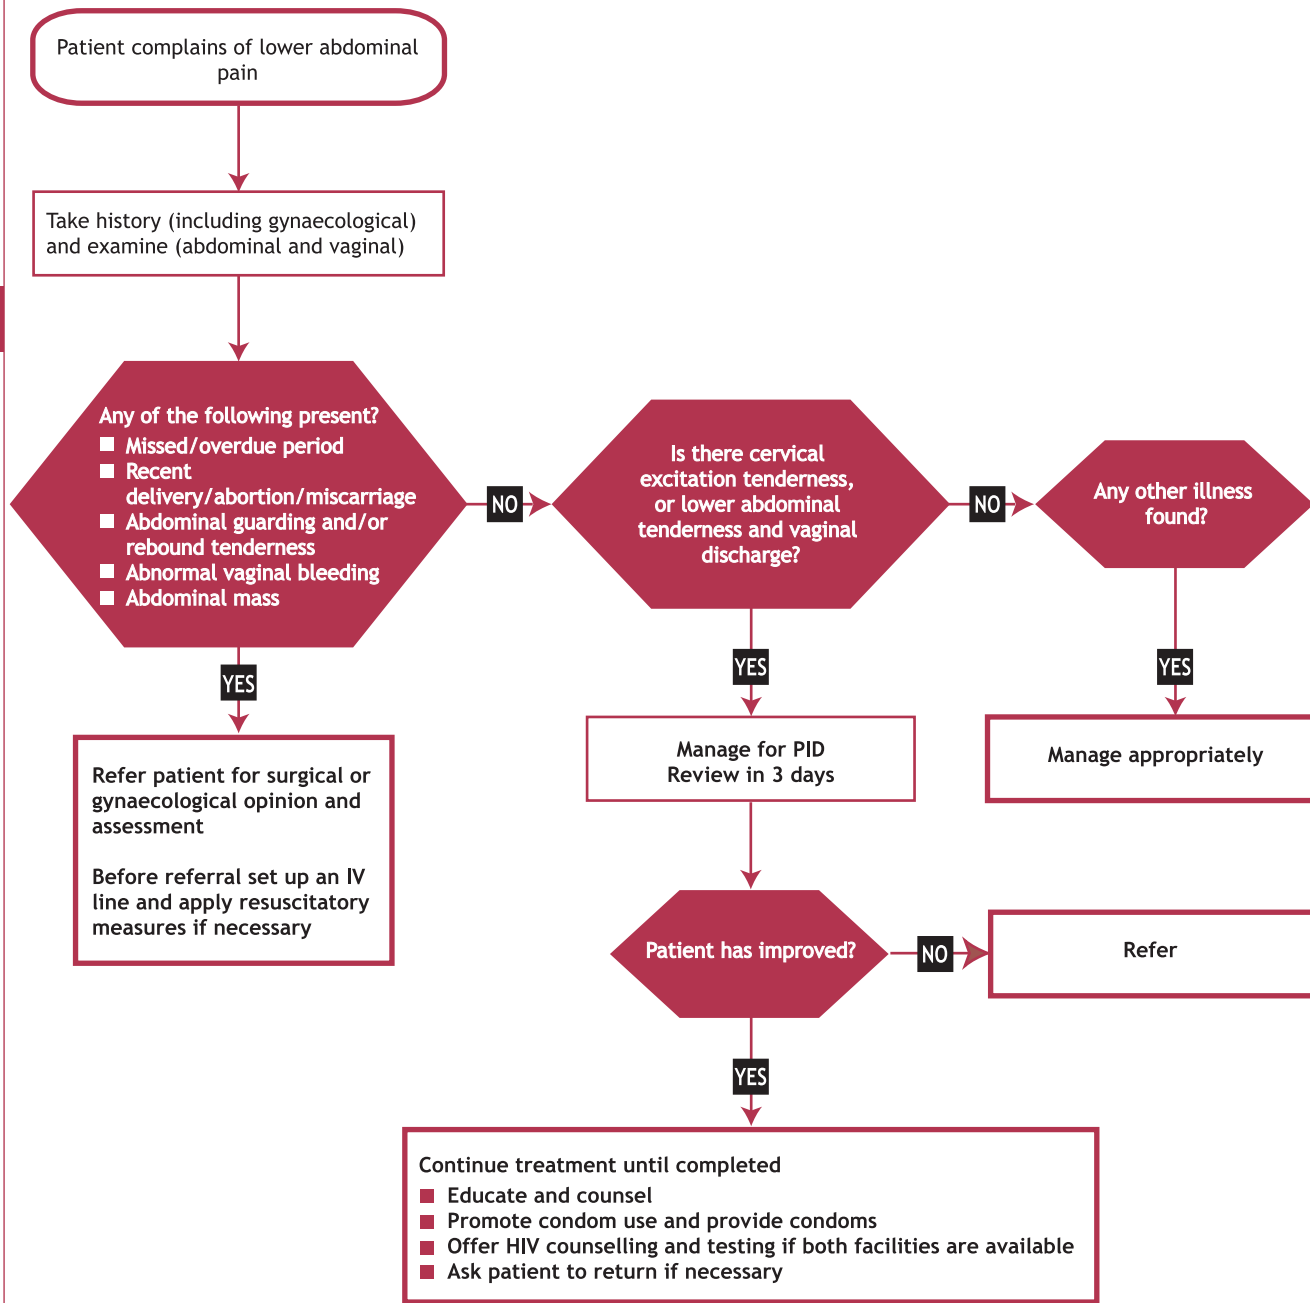 Patient complains of lower abdominal
pain
Take history (including gynaecological)
and examine (abdominal and vaginal)
Any of the following present?
Missed/overdue period
Recent
delivery/abortion/miscarriage
Abdominal guarding and/or
rebound tenderness
Abnormal vaginal bleeding
Abdominal mass
NO
Is there cervical
excitation tenderness,
or lower abdominal
tenderness and vaginal
discharge?
NO
Any other illness
found?
YES
YES
YES
Refer patient for surgical or
gynaecological opinion and
assessment
Before referral set up an IV
line and apply resuscitatory
measures if necessary
Manage for PID
Review in 3 days
Manage appropriately
Patient has improved?
NO
Refer
YES
Continue treatment until completed
Educate and counsel
Promote condom use and provide condoms
Offer HIV counselling and testing if both facilities are available
Ask patient to return if necessary